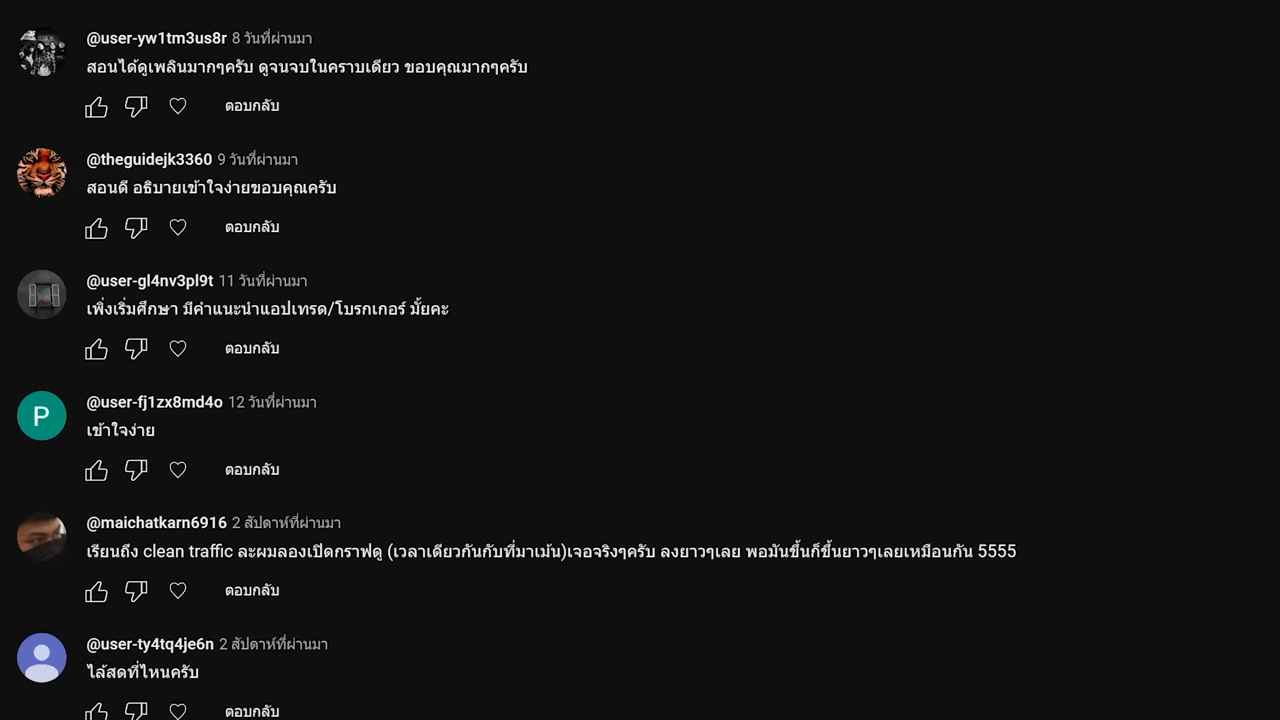 @user-yw1tm3us8r 8 วันที่ผ่านมา
สอนได้ดูเพลินมากๆครับ ดูจนจบในคราบเดียว ขอบคุณมากๆครับ
ตอบกลับ
@theguidejk3360 9 วันที่ผ่านมา
สอนดี อธิบายเข้าใจง่ายขอบคุณครับ
ตอบกลับ
@user-gl4nv3pl9t 11 วันที่ผ่านมา
เพิ่งเริ่มศึกษา มีคำแนะนำแอปเทรด/โบรกเกอร์ มั้ยคะ
ตอบกลับ
P
@user-fj1zx8md4o 12 วันที่ผ่านมา
เข้าใจง่าย
ตอบกลับ
@maichatkarn6916 2 สัปดาห์ที่ผ่านมา
เรียนถึง clean traffic ละผมลองเปิดกราฟดู (เวลาเดียวกันกับที่มาเม้น)เจอจริงๆครับ ลงยาวๆเลย พอมันขึ้นก็ขึ้นยาวๆเลยเหมือนกัน 5555
ตอบกลับ
@user-ty4tq4je6n 2 สัปดาห์ที่ผ่านมา
ไล้สดที่ไหนครับ
ตอบกลับ